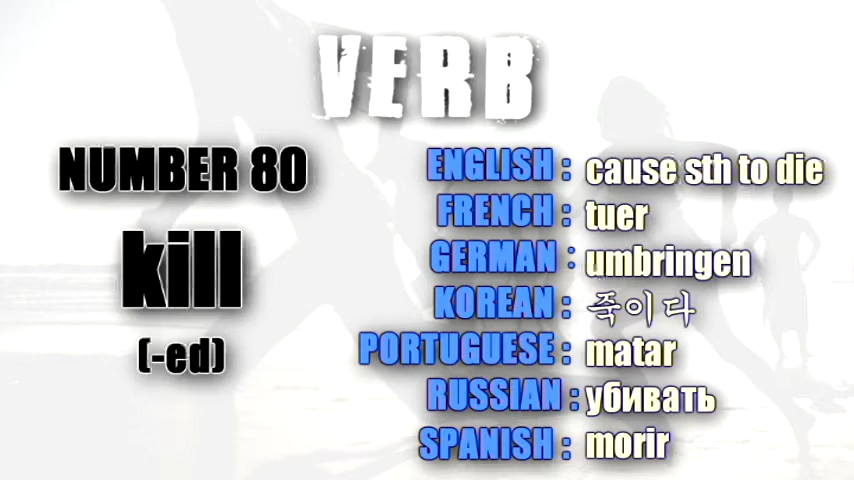 VERB
NUMBER 80
kill
(-ed)
ENGLISH : cause sth to die
FRENCH : tuer
GERMAN : umbringen
KOREAN : 죽이다
PORTUGUESE : matar
RUSSIAN : убивать
SPANISH : morir